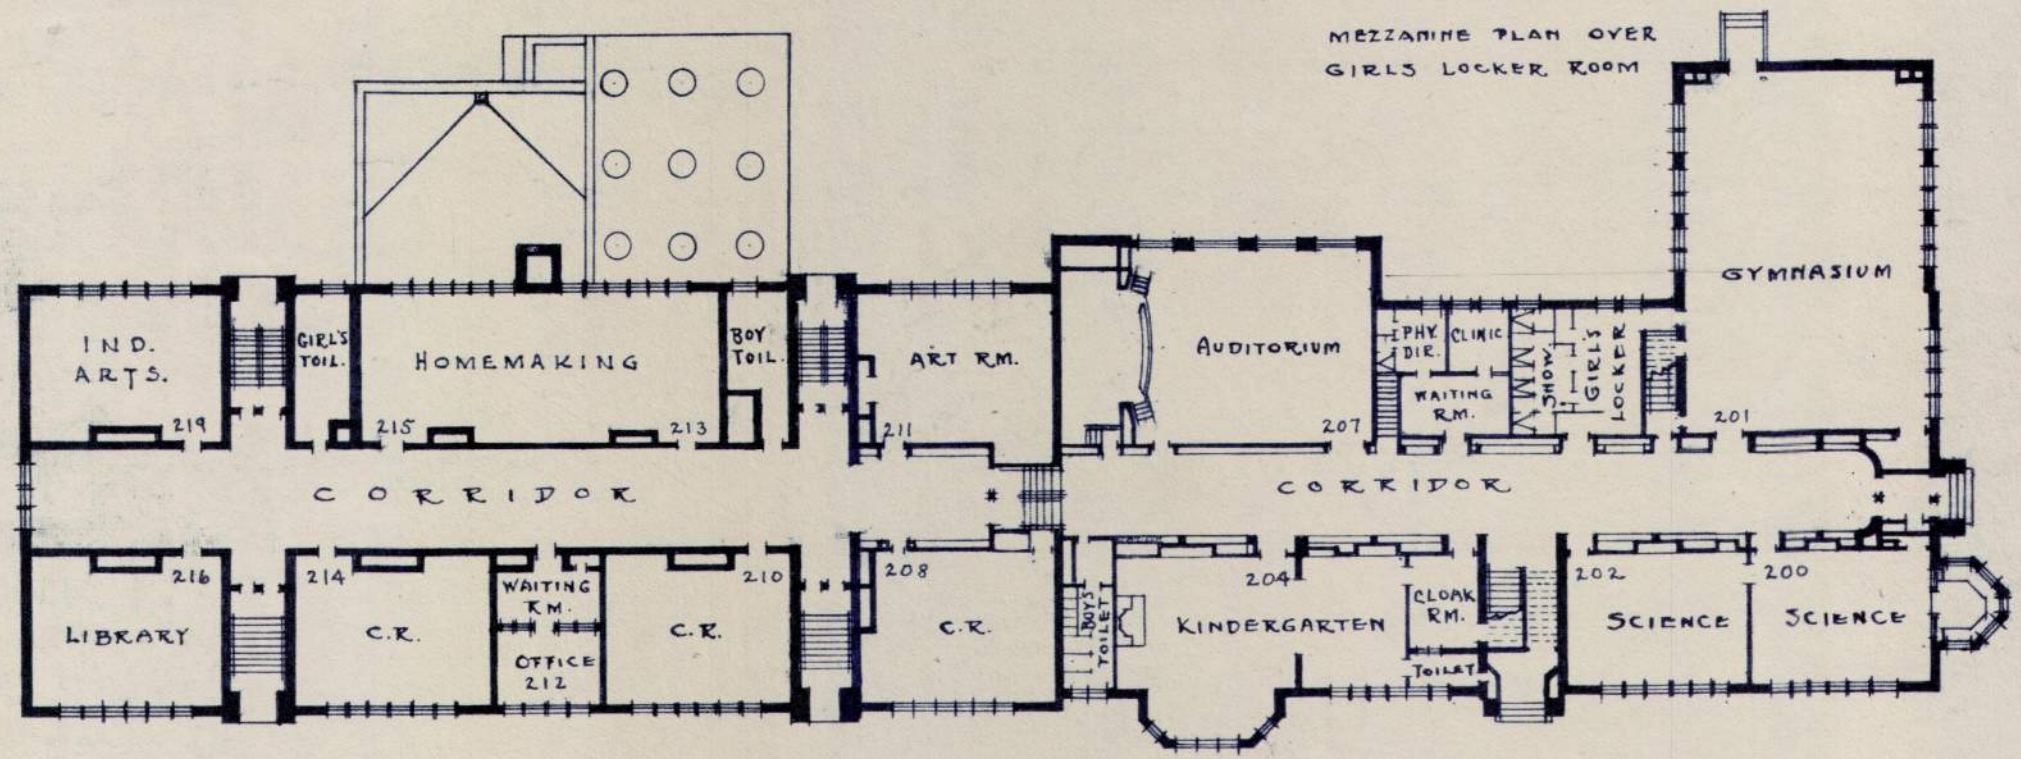 MEZZANINE PLAN OVER
GIRLS LOCKER ROOM
GYMNASIUM
201
IND.
ARTS.
219
GIRL'S
TOIL.
HOMEMAKING
215
213
BOY
TOIL.
ART RM.
211
AUDITORIUM
207
PHY.
DIR.
CLINIC
WAITING
RM.
SHOW.
GIRLS
LOCKER
CORRIDOR
CORRIDOR
216
LIBRARY
214
C.R.
WAITING
RM.
OFFICE
212
210
C.R.
208
C.R.
BOYS
TOILET
204
KINDERGARTEN
CLOAK
RM.
TOILET
202
SCIENCE
200
SCIENCE